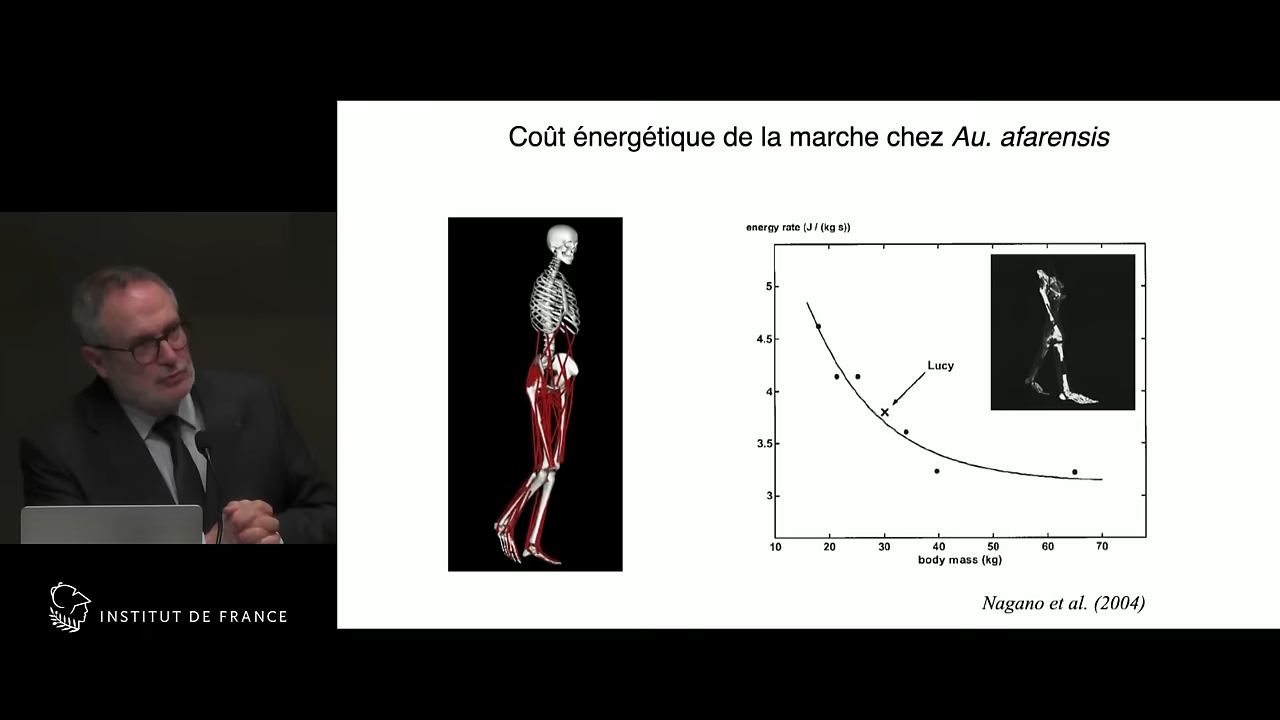 Coût énergétique de la marche chez Au. afarensis
energy rate (J / (kg s))
5
4.5
4
3.5
3
Lucy
10 20 30 40 50 60 70
body mass (kg)
Nagano et al. (2004)
INSTITUT DE FRANCE